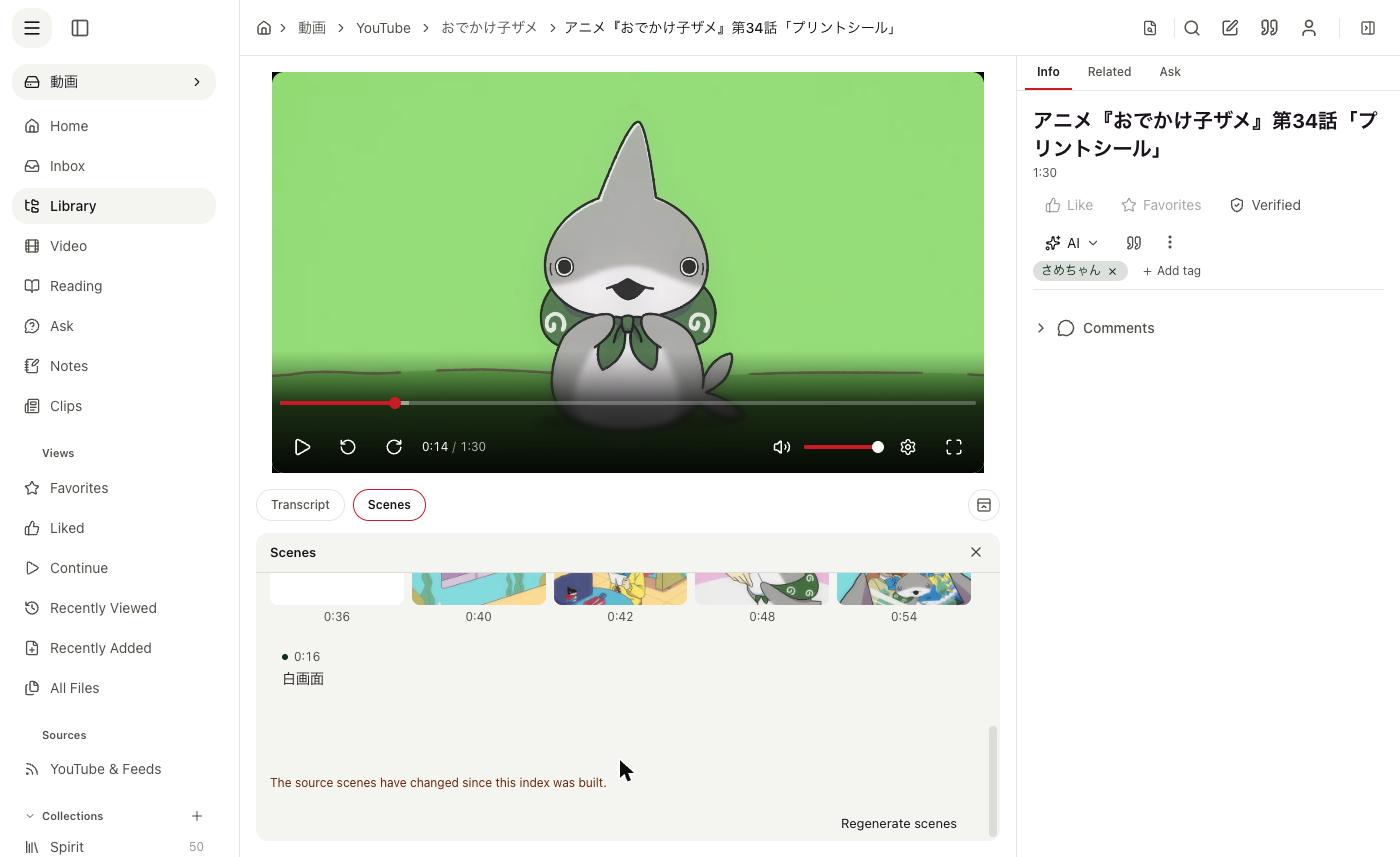 動画
YouTube
おでかけ子ザメ
アニメ『おでかけ子ザメ』第34話「プリントシール」
動画
Home
Inbox
Library
Video
Reading
Ask
Notes
Clips
Views
Favorites
Liked
Continue
Recently Viewed
Recently Added
All Files
Sources
YouTube & Feeds
Collections
Spirit 50
0:14 / 1:30
Transcript
Scenes
Scenes
0:36
0:40
0:42
0:48
0:54
0:16
白画面
The source scenes have changed since this index was built.
Regenerate scenes
Info
Related
Ask
アニメ『おでかけ子ザメ』第34話「プ
リントシール」
1:30
Like
Favorites
Verified
AI
さめちゃん
Add tag
Comments